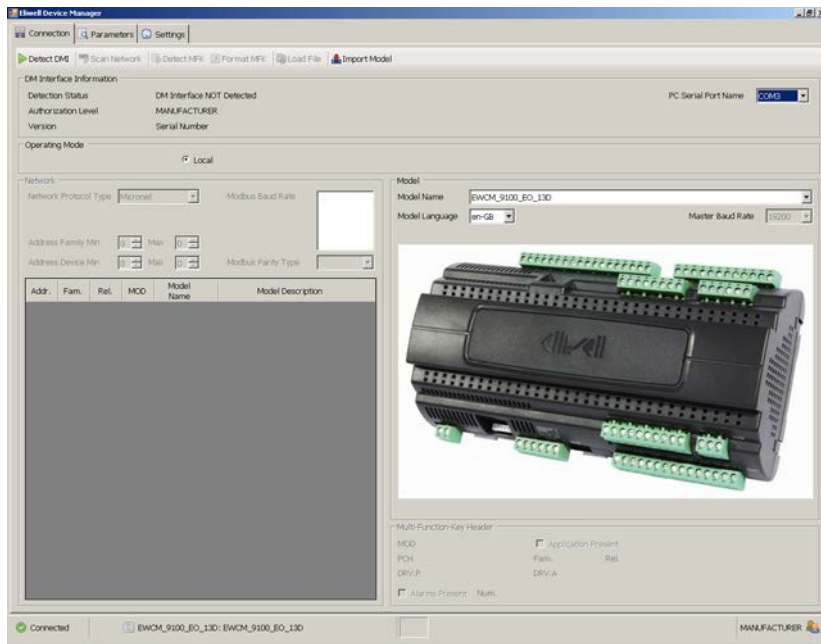 Eliwell Device Manager
Connection Parameters Settings
Detect DMI Scan Network Detect MFK Format MFK Load File Import Model
DM Interface Information
Detection Status DM Interface NOT Detected PC Serial Port Name COM3
Authorization Level MANUFACTURER
Version Serial Number
Operating Mode
Local
Network
Network Protocol Type Micronet Modbus Baud Rate
Address Family Min 0 Max 0
Address Device Min 0 Max 0 Modbus Parity Type
Addr. Fam. Rel. MOD Model Name Model Description
Model
Model Name EWCM_9100_EO_13D
Model Language en-GB Master Baud Rate 19200
eliwell
Multi-Function-Key Header
MOD Application Present
PCH Fam. Rel.
DRV.P DRV.A
Alarms Present Num.
Connected EWCM_9100_EO_13D: EWCM_9100_EO_13D MANUFACTURER